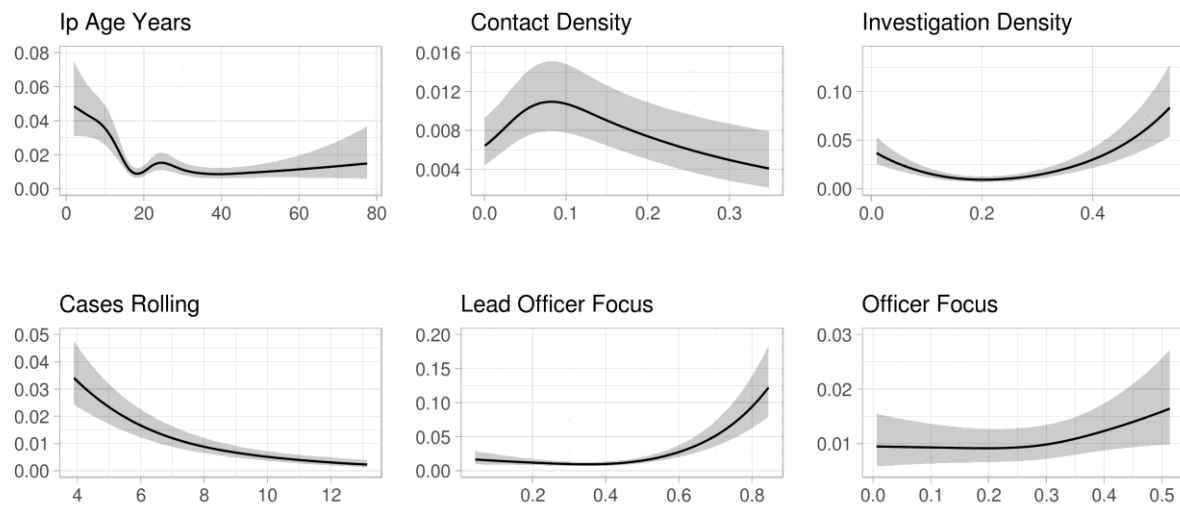 Ip Age Years
Contact Density
Investigation Density
0.08
0.06
0.04
0.02
0.00
0 20 40 60 80
0.016
0.012
0.008
0.004
0.0 0.1 0.2 0.3
0.10
0.05
0.00
0.0 0.2 0.4
Cases Rolling
Lead Officer Focus
Officer Focus
0.05
0.04
0.03
0.02
0.01
0.00
4 6 8 10 12
0.20
0.15
0.10
0.05
0.00
0.2 0.4 0.6 0.8
0.03
0.02
0.01
0.0 0.1 0.2 0.3 0.4 0.5